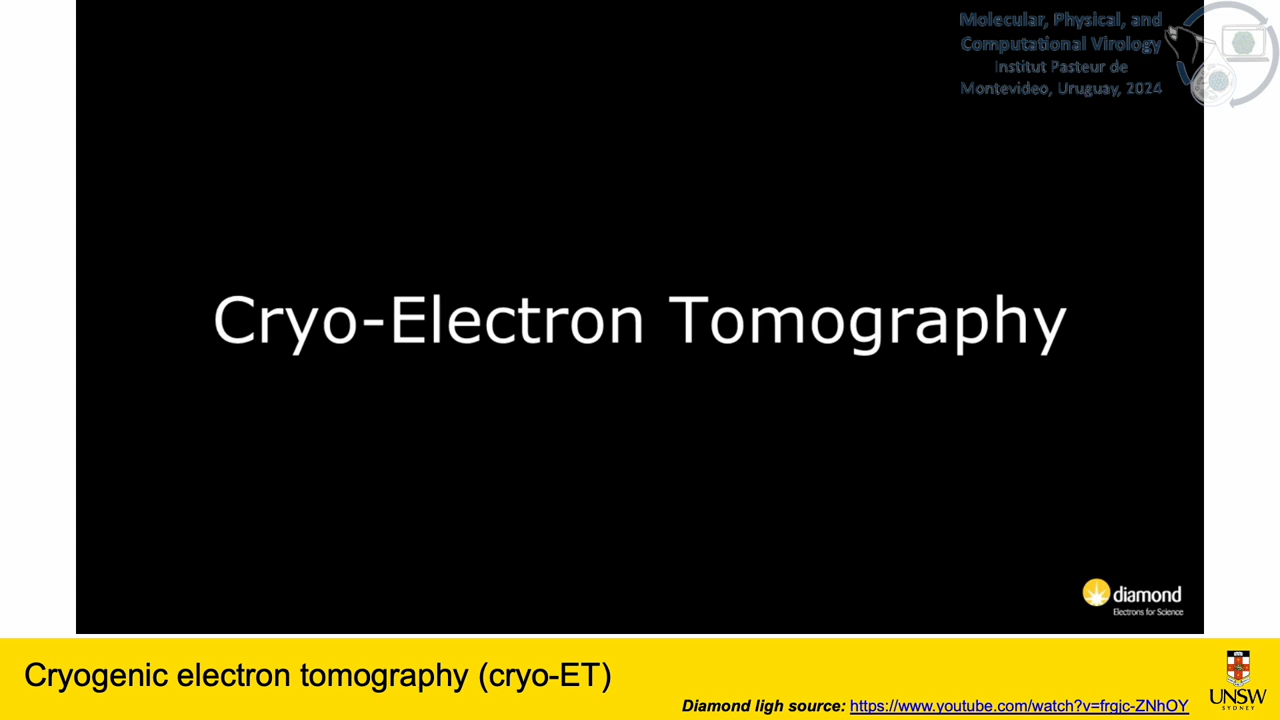 Molecular, Physical, and
Computational Virology
Institut Pasteur de
Montevideo, Uruguay, 2024
Cryo-Electron Tomography
diamond
Electrons for Science
Cryogenic electron tomography (cryo-ET)
Diamond ligh source: https://www.youtube.com/watch?v=frgjc-ZNhOY
UNSW
SYDNEY